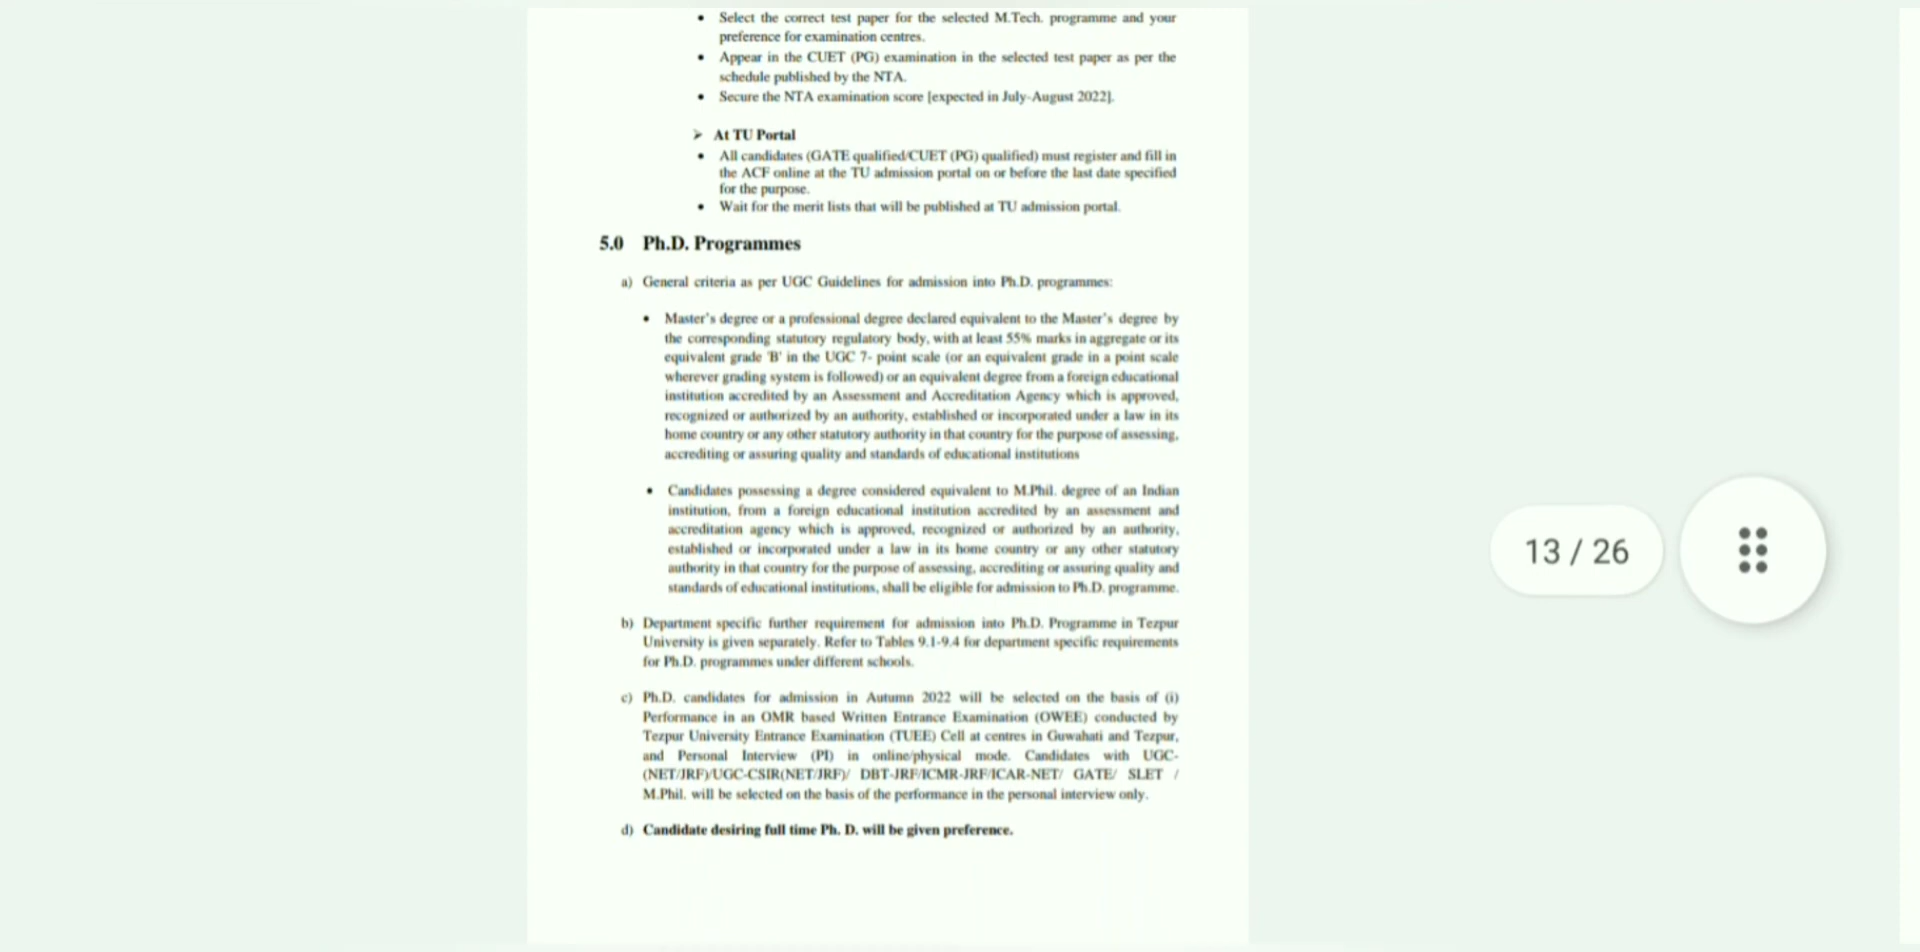 • Select the correct test paper for the selected M.Tech. programme and your
preference for examination centres.
• Appear in the CUET (PG) examination in the selected test paper as per the
schedule published by the NTA.
• Secure the NTA examination score [expected in July-August 2022].
➢ At TU Portal
• All candidates (GATE qualified/CUET (PG) qualified) must register and fill in
the ACF online at the TU admission portal on or before the last date specified
for the purpose.
• Wait for the merit lists that will be published at TU admission portal.
5.0 Ph.D. Programmes
a) General criteria as per UGC Guidelines for admission into Ph.D. programmes:
• Master's degree or a professional degree declared equivalent to the Master's degree by
the corresponding statutory regulatory body, with at least 55% marks in aggregate or its
equivalent grade 'B' in the UGC 7- point scale (or an equivalent grade in a point scale
wherever grading system is followed) or an equivalent degree from a foreign educational
institution accredited by an Assessment and Accreditation Agency which is approved,
recognized or authorized by an authority, established or incorporated under a law in its
home country or any other statutory authority in that country for the purpose of assessing,
accrediting or assuring quality and standards of educational institutions
• Candidates possessing a degree considered equivalent to M.Phil. degree of an Indian
institution, from a foreign educational institution accredited by an assessment and
accreditation agency which is approved, recognized or authorized by an authority,
established or incorporated under a law in its home country or any other statutory
authority in that country for the purpose of assessing, accrediting or assuring quality and
standards of educational institutions, shall be eligible for admission to Ph.D. programme.
b) Department specific further requirement for admission into Ph.D. Programme in Tezpur
University is given separately. Refer to Tables 9.1-9.4 for department specific requirements
for Ph.D. programmes under different schools.
c) Ph.D. candidates for admission in Autumn 2022 will be selected on the basis of (i)
Performance in an OMR based Written Entrance Examination (OWEE) conducted by
Tezpur University Entrance Examination (TUEE) Cell at centres in Guwahati and Tezpur,
and Personal Interview (PI) in online/physical mode. Candidates with UGC-
(NET/JRF)/UGC-CSIR(NET/JRF)/ DBT-JRF/ICMR-JRF/ICAR-NET/ GATE/ SLET /
M.Phil. will be selected on the basis of the performance in the personal interview only.
d) Candidate desiring full time Ph. D. will be given preference.
13 / 26